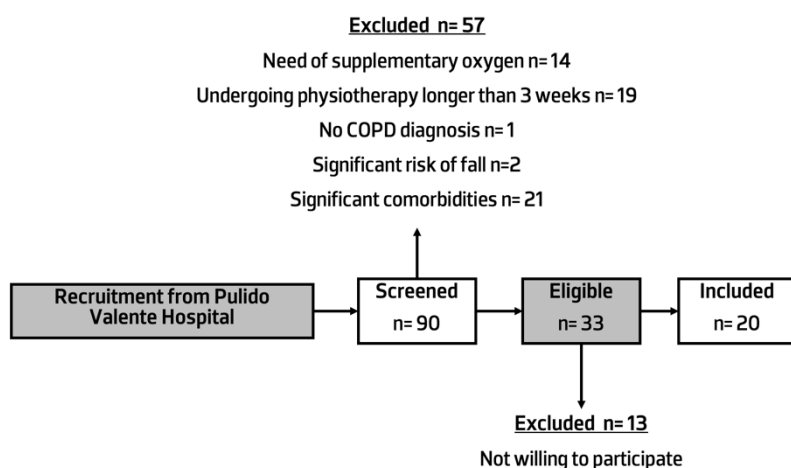 Excluded n= 57
Need of supplementary oxygen n= 14
Undergoing physiotherapy longer than 3 weeks n= 19
No COPD diagnosis n= 1
Significant risk of fall n=2
Significant comorbidities n= 21
Recruitment from Pulido
Valente Hospital
Screened
n= 90
Eligible
n= 33
Included
n= 20
Excluded n= 13
Not willing to participate